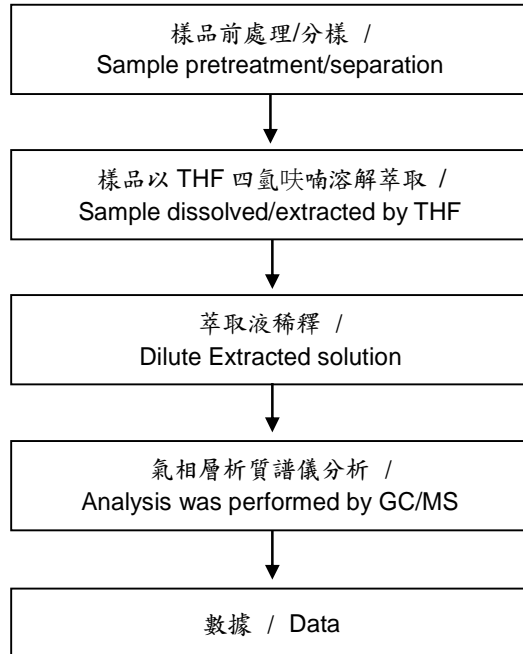 樣品前處理/分樣 /
Sample pretreatment/separation
樣品以 THF 四氫呋喃溶解萃取 /
Sample dissolved/extracted by THF
萃取液稀釋 /
Dilute Extracted solution
氣相層析質譜儀分析 /
Analysis was performed by GC/MS
數據 / Data